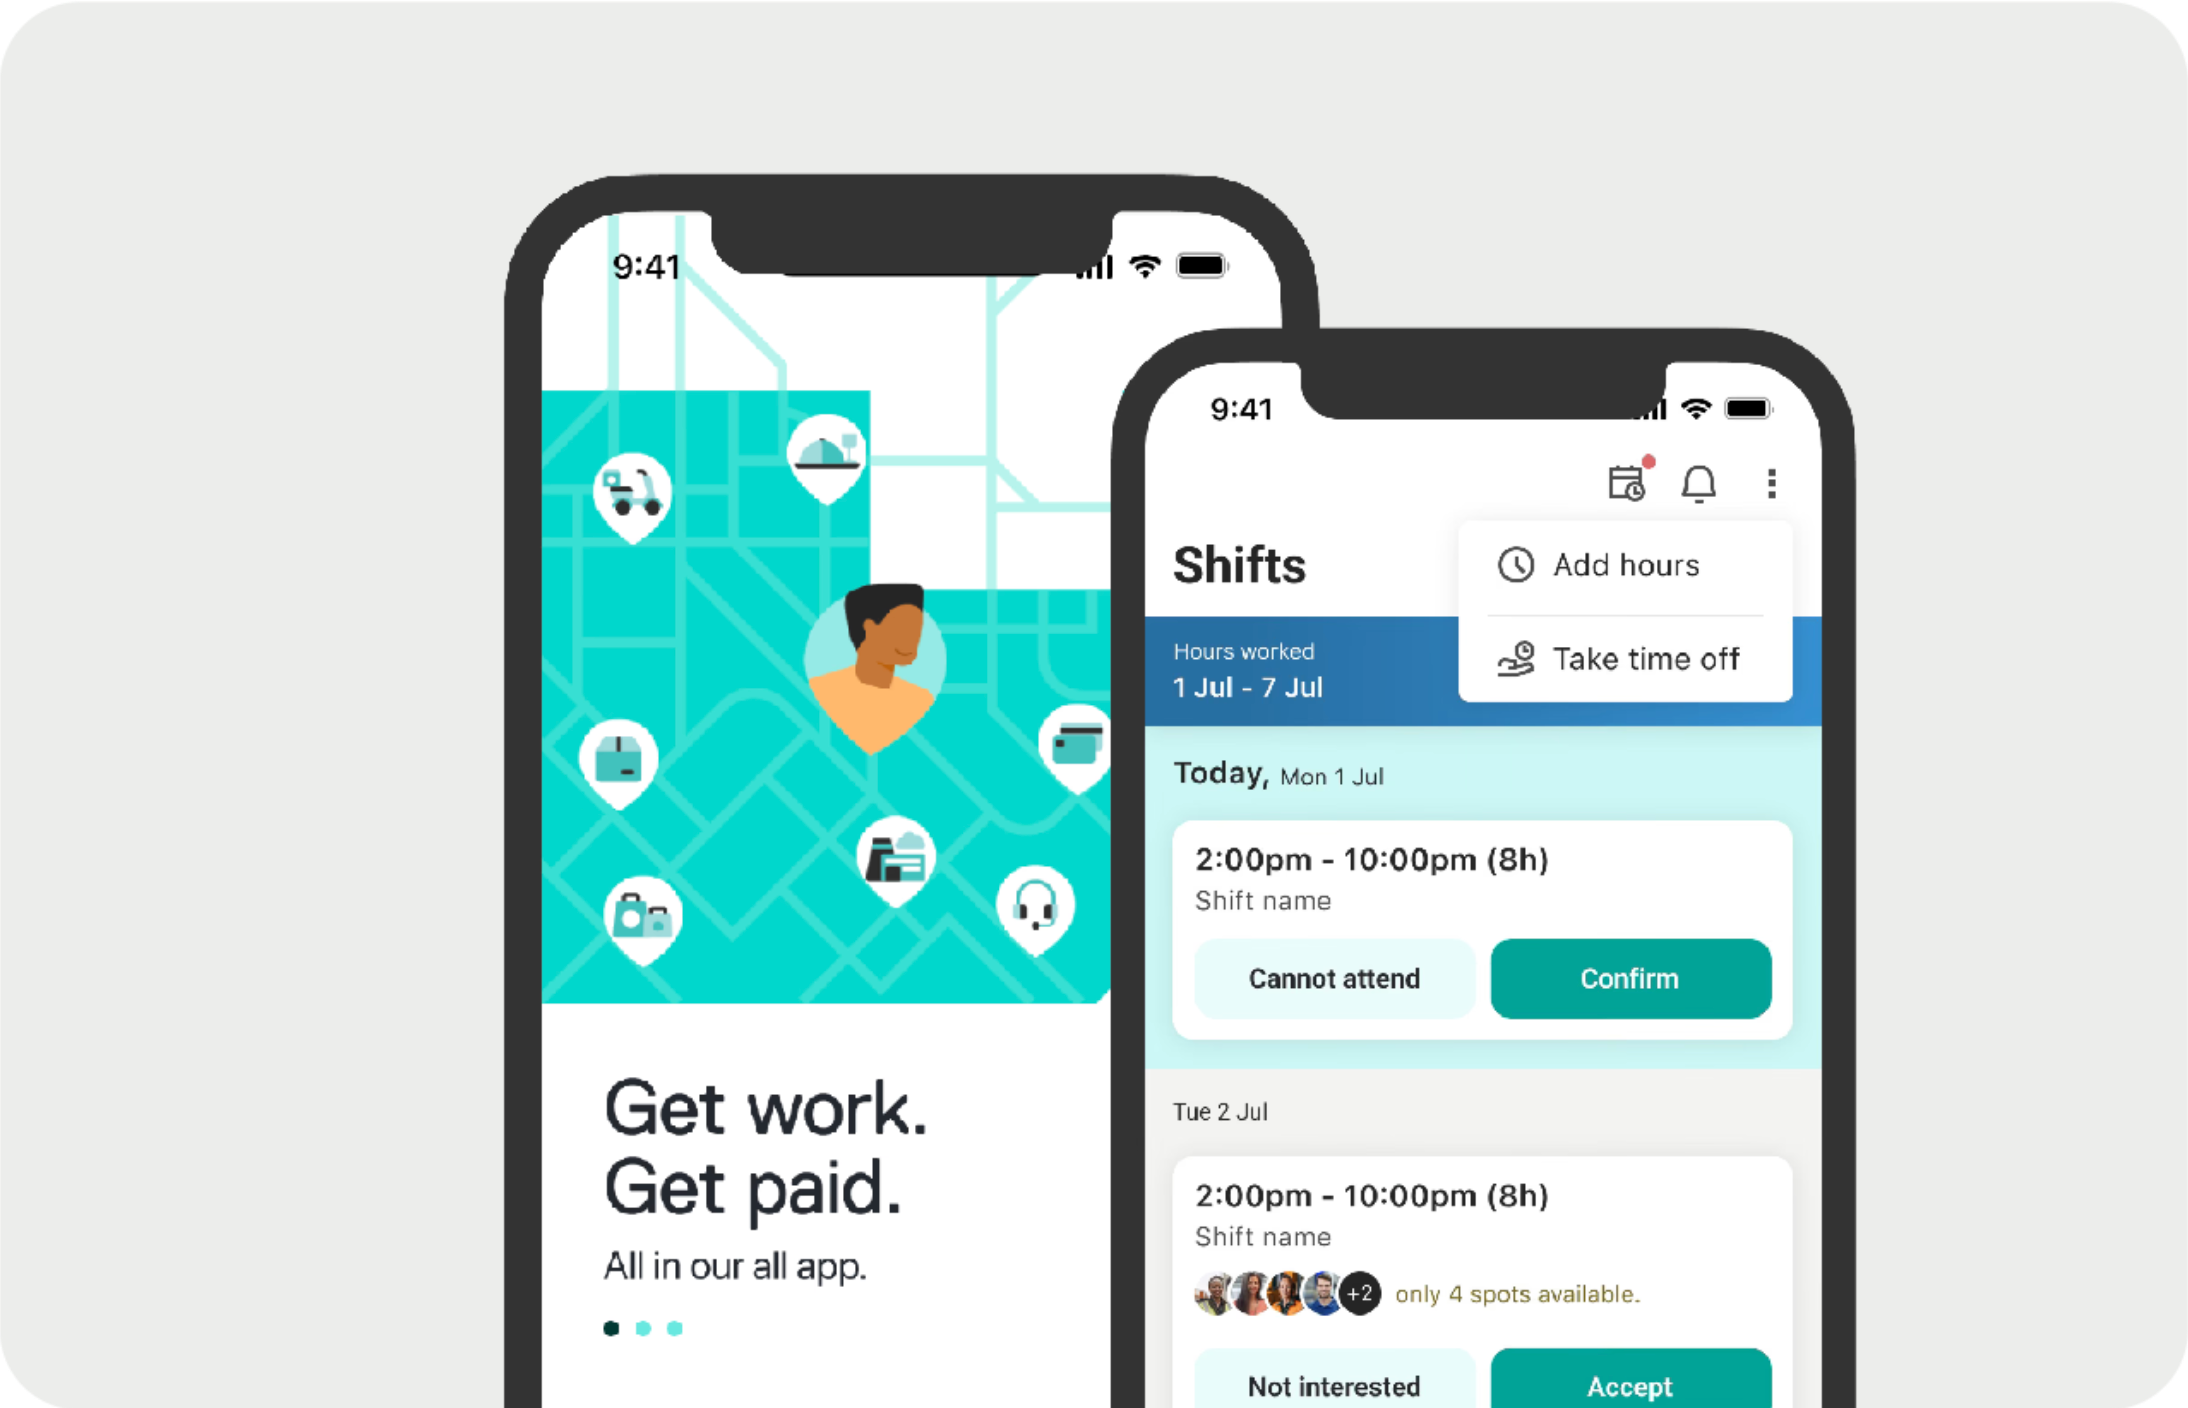 9:41
Get work.
Get paid.
All in our all app.
9:41
Shifts
Add hours
Take time off
Hours worked
1 Jul - 7 Jul
Today, Mon 1 Jul
2:00pm - 10:00pm (8h)
Shift name
Cannot attend
Confirm
Tue 2 Jul
2:00pm - 10:00pm (8h)
Shift name
+2 only 4 spots available.
Not interested
Accept